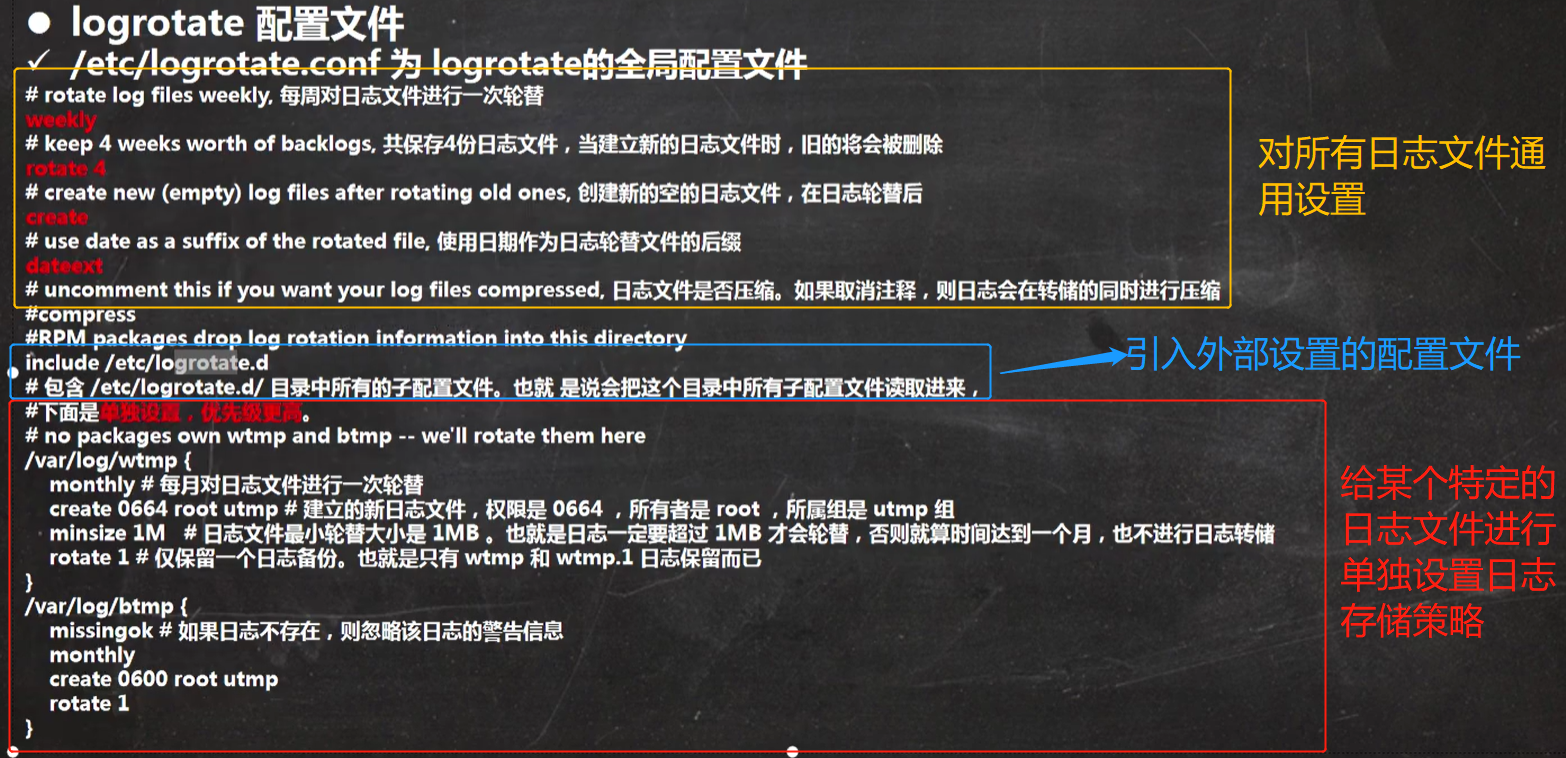 ● logrotate 配置文件
✓ /etc/logrotate.conf 为 logrotate的全局配置文件
# rotate log files weekly, 每周对日志文件进行一次轮替
weekly
# keep 4 weeks worth of backlogs, 共保存4份日志文件，当建立新的日志文件时，旧的将会被删除
rotate 4
# create new (empty) log files after rotating old ones, 创建新的空的日志文件，在日志轮替后
create
# use date as a suffix of the rotated file, 使用日期作为日志轮替文件的后缀
dateext
# uncomment this if you want your log files compressed, 日志文件是否压缩。如果取消注释，则日志会在转储的同时进行压缩
对所有日志文件通
用设置
#compress
#RPM packages drop log rotation information into this directory
include /etc/logrotate.d
# 包含 /etc/logrotate.d/ 目录中所有的子配置文件。也就 是说会把这个目录中所有子配置文件读取进来，
引入外部设置的配置文件
#下面是单独设置，优先级更高。
# no packages own wtmp and btmp -- we'll rotate them here
/var/log/wtmp {
monthly # 每月对日志文件进行一次轮替
create 0664 root utmp # 建立的新日志文件，权限是 0664 ，所有者是 root ，所属组是 utmp 组
minsize 1M # 日志文件最小轮替大小是 1MB 。也就是日志一定要超过 1MB 才会轮替，否则就算时间达到一个月，也不进行日志转储
rotate 1 # 仅保留一个日志备份。也就是只有 wtmp 和 wtmp.1 日志保留而已
}
/var/log/btmp {
missingok # 如果日志不存在，则忽略该日志的警告信息
monthly
create 0600 root utmp
rotate 1
}
给某个特定的
日志文件进行
单独设置日志
存储策略